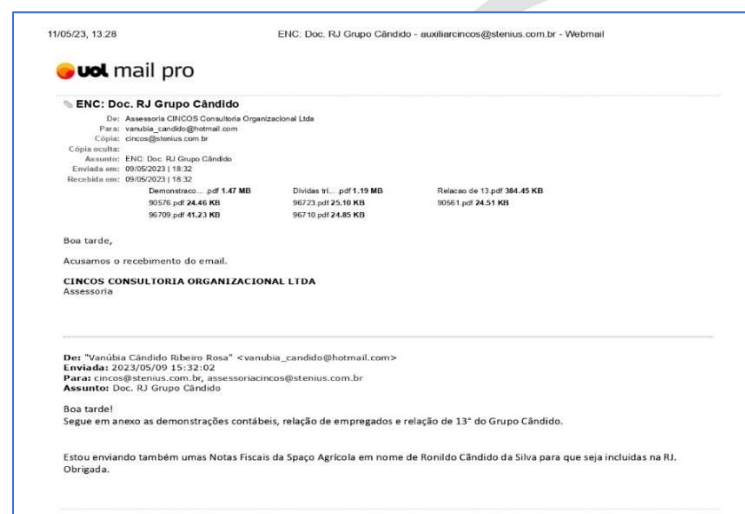 11/05/23, 13:28 ENC: Doc. RJ Grupo Cândido - auxiliarcincos@stenius.com.br - Webmail
uol mail pro
ENC: Doc. RJ Grupo Cândido
De: Assessoria CINCOS Consultoria Organizacional Ltda
Para: vanubia_candido@hotmail.com
Cópia: cincos@stenius.com.br
Cópia oculta:
Assunto: ENC: Doc. RJ Grupo Cândido
Enviada em: 09/05/2023 | 18:32
Recebida em: 09/05/2023 | 18:32
Demonstraco... .pdf 1.47 MB Dividas tri... .pdf 1.19 MB Relacao de 13.pdf 384.45 KB
90576.pdf 24.46 KB 96723.pdf 25.10 KB 90561.pdf 24.51 KB
96709.pdf 41.23 KB 96710.pdf 24.85 KB
Boa tarde,
Acusamos o recebimento do email.
CINCOS CONSULTORIA ORGANIZACIONAL LTDA
Assessoria
De: "Vanúbia Cândido Ribeiro Rosa" <vanubia_candido@hotmail.com>
Enviada: 2023/05/09 15:32:02
Para: cincos@stenius.com.br, assessoriacincos@stenius.com.br
Assunto: Doc. RJ Grupo Cândido
Boa tarde!
Segue em anexo as demonstrações contábeis, relação de empregados e relação de 13° do Grupo Cândido.
Estou enviando também umas Notas Fiscais da Spaço Agrícola em nome de Ronildo Cândido da Silva para que seja incluidas na RJ.
Obrigada.